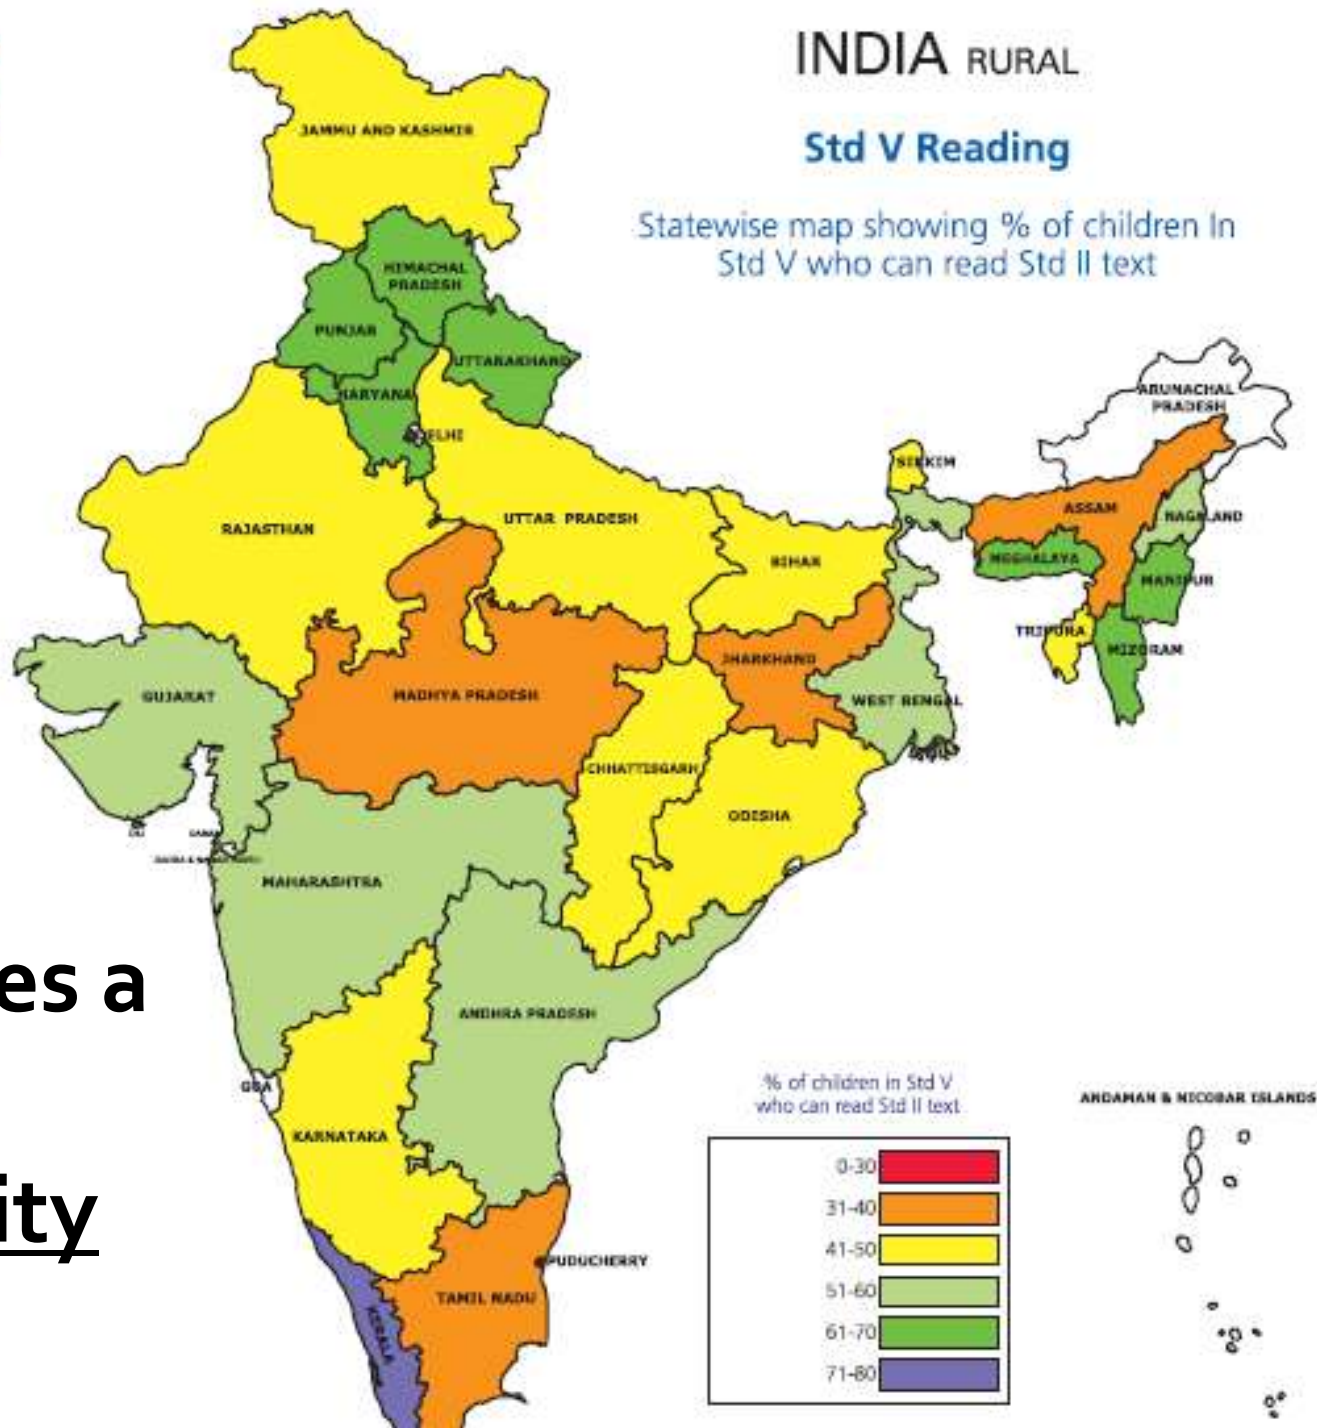 INDIA RURAL
Std V Reading
Statewise map showing % of children In
Std V who can read Std II text
JAMMU AND KASHMIR
HIMACHAL
PRADESH
PUNJAB
UTTARAKHAND
HARYANA
DELHI
ARUNACHAL
PRADESH
SIKKIM
ASSAM
NAGALAND
RAJASTHAN
UTTAR PRADESH
BIHAR
MEGHALAYA
MANIPUR
TRIPURA
MIZORAM
JHARKHAND
GUJARAT
MADHYA PRADESH
WEST BENGAL
CHHATTISGARH
ODISHA
MAHARASHTRA
es a
ANDHRA PRADESH
GOA
KARNATAKA
ity
PUDUCHERRY
TAMIL NADU
KERALA
% of children in Std V
who can read Std II text
0-30
31-40
41-50
51-60
61-70
71-80
ANDAMAN & NICOBAR ISLANDS